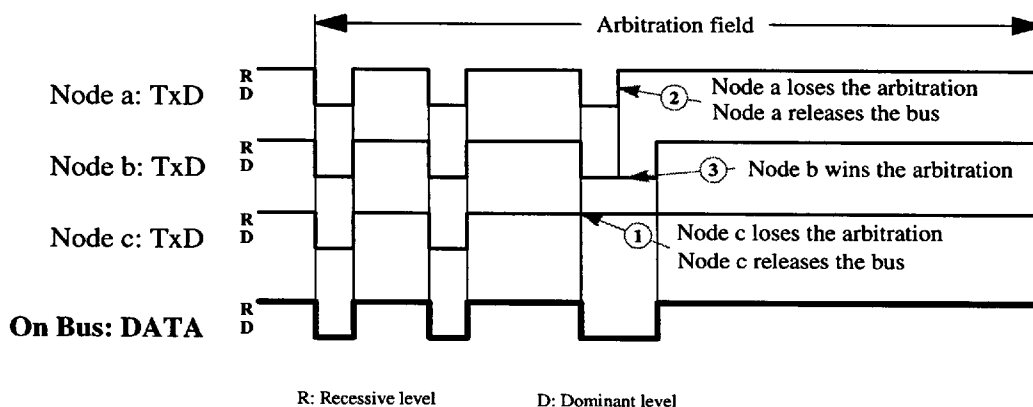 Arbitration field
Node a: TxD
R
D
2
Node a loses the arbitration
Node a releases the bus
Node b: TxD
R
D
3
Node b wins the arbitration
Node c: TxD
R
D
1
Node c loses the arbitration
Node c releases the bus
On Bus: DATA
R
D
R: Recessive level
D: Dominant level